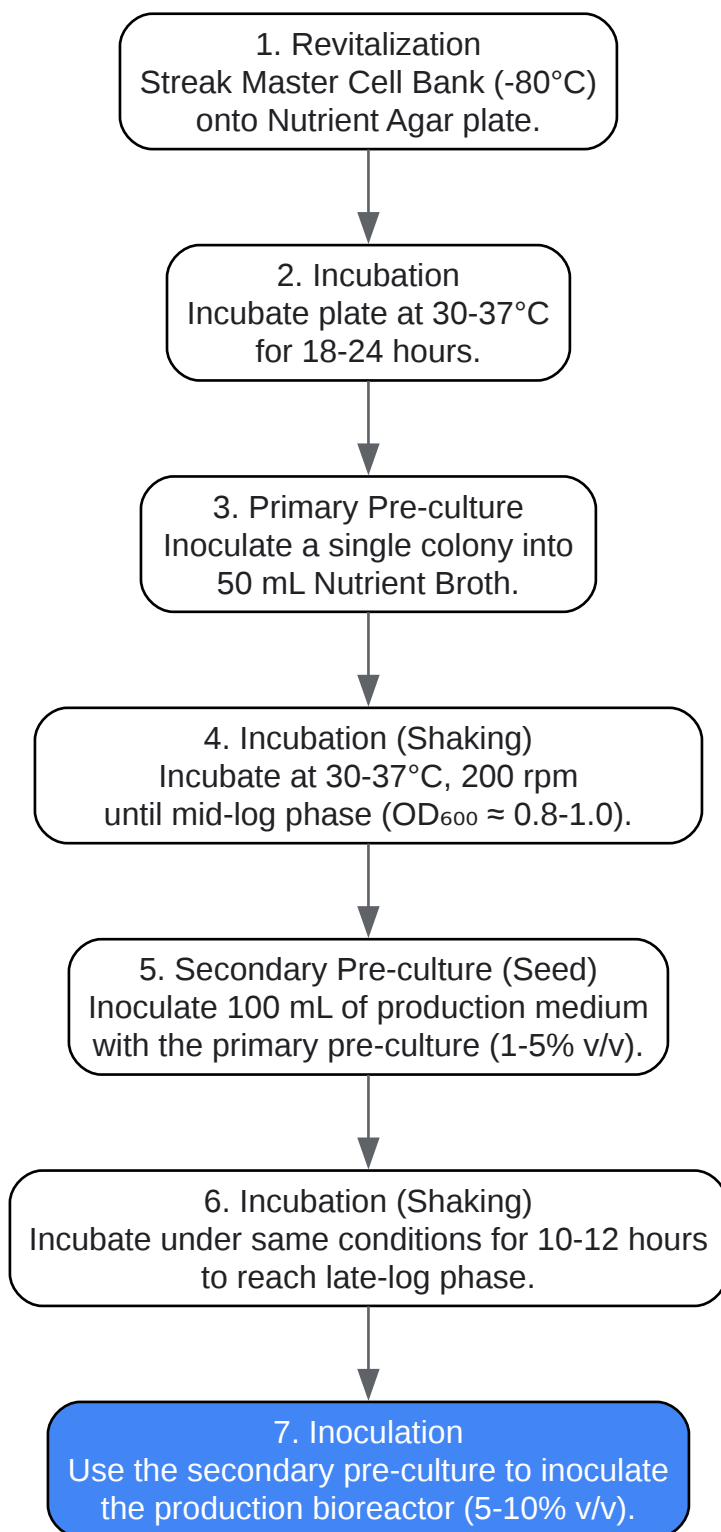 1. Revitalization
Streak Master Cell Bank (-80°C)
onto Nutrient Agar plate.
2. Incubation
Incubate plate at 30-37°C
for 18-24 hours.
3. Primary Pre-culture
Inoculate a single colony into
50 mL Nutrient Broth.
4. Incubation (Shaking)
Incubate at 30-37°C, 200 rpm
until mid-log phase (OD₆₀₀ ≈ 0.8-1.0).
5. Secondary Pre-culture (Seed)
Inoculate 100 mL of production medium
with the primary pre-culture (1-5% v/v).
6. Incubation (Shaking)
Incubate under same conditions for 10-12 hours
to reach late-log phase.
7. Inoculation
Use the secondary pre-culture to inoculate
the production bioreactor (5-10% v/v).